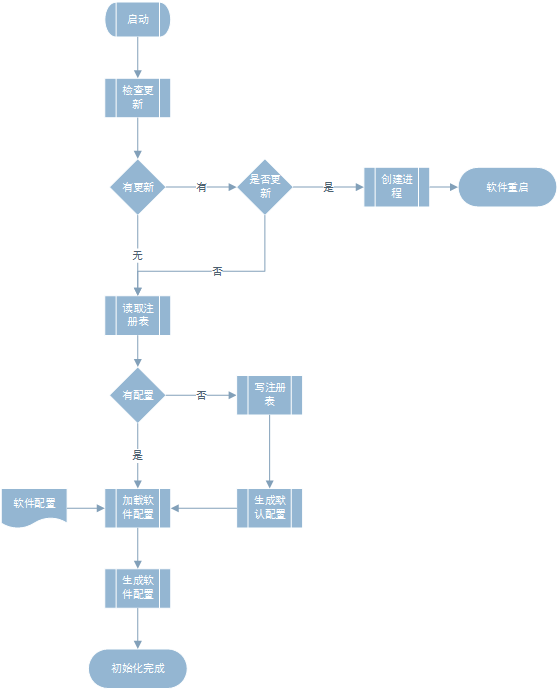 启动
检查更
新
有更新
有
是否更
新
是
创建进
程
软件重启
无
否
读取注
册表
有配置
否
写注册
表
是
软件配置
加载软
件配置
生成默
认配置
生成软
件配置
初始化完成